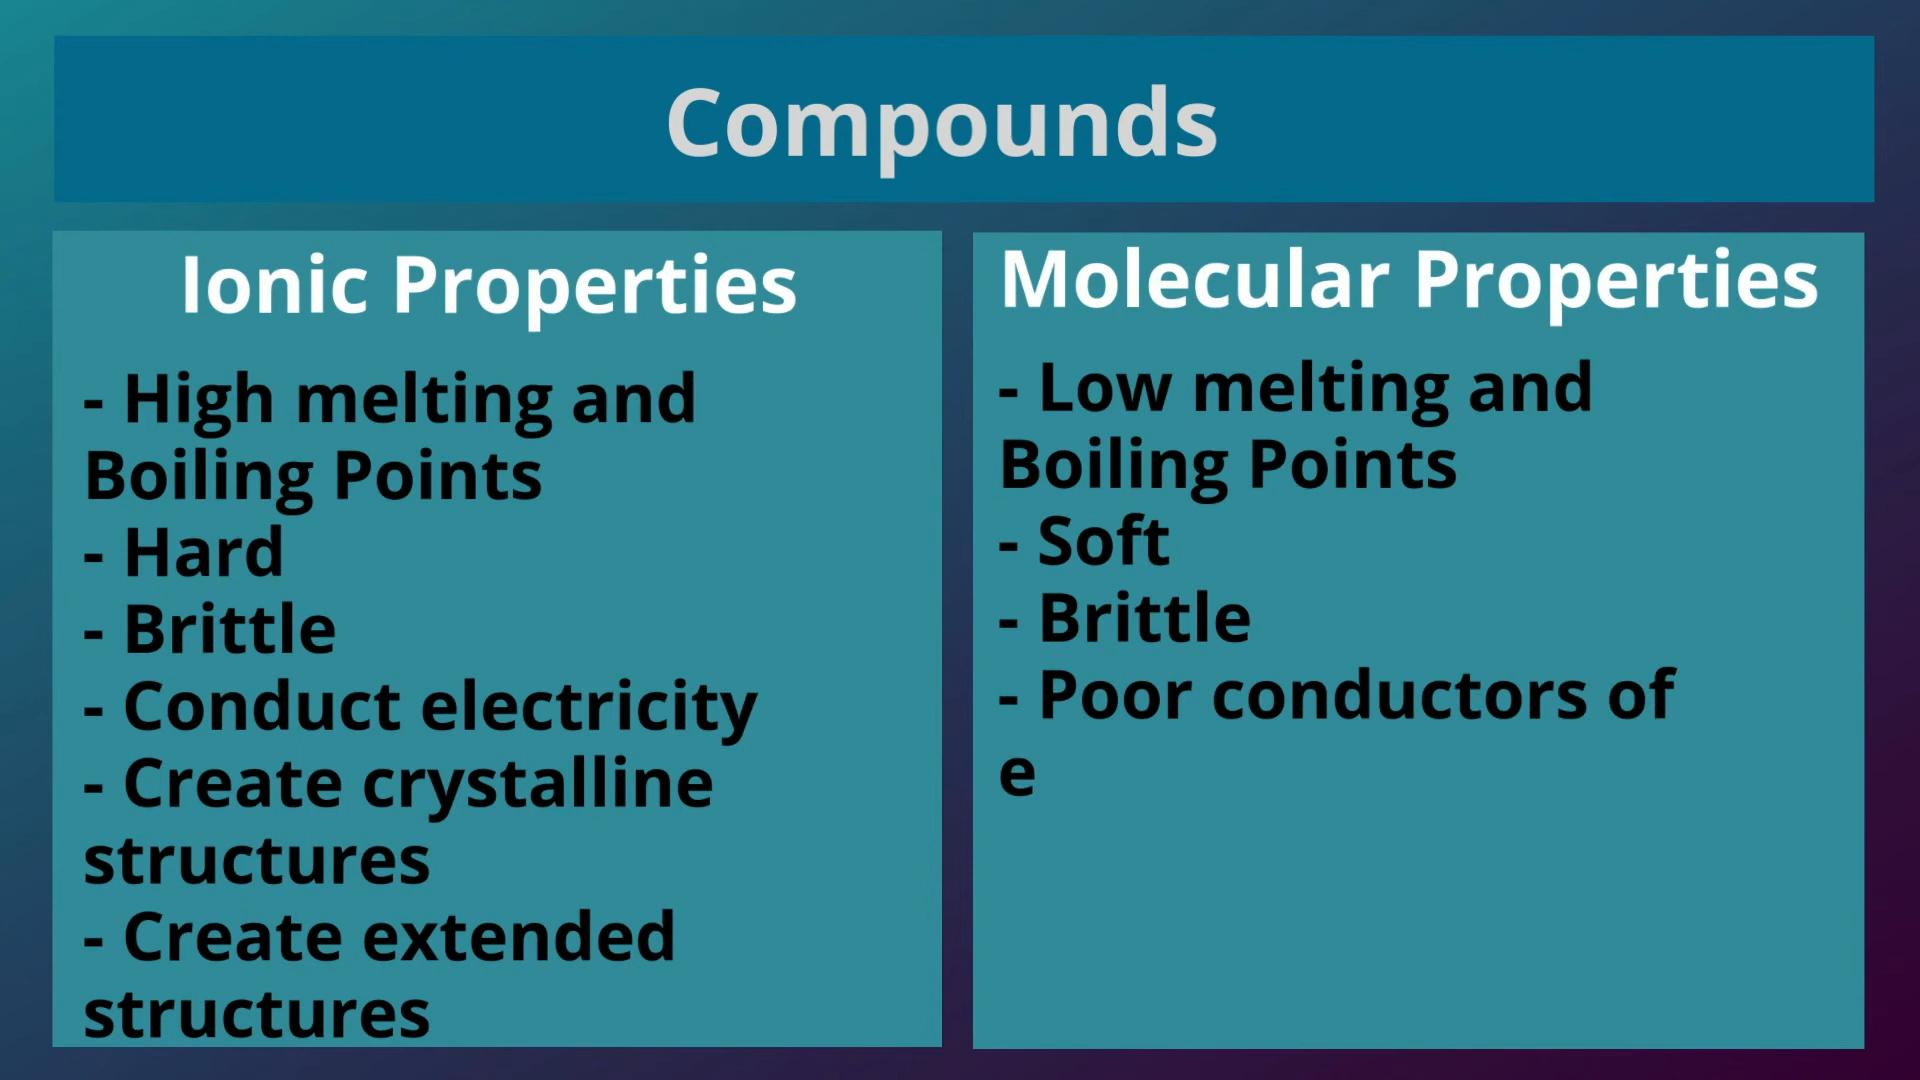 Compounds
Ionic Properties
- High melting and
Boiling Points
- Hard
- Brittle
- Conduct electricity
- Create crystalline
structures
- Create extended
structures
Molecular Properties
- Low melting and
Boiling Points
- Soft
- Brittle
- Poor conductors of
e